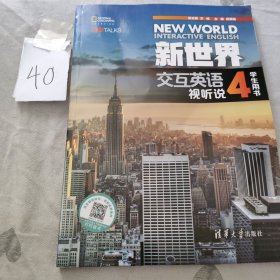 40
NATIONAL GEOGRAPHIC
LEARNING
TALKS
NEW WORLD
INTERACTIVE ENGLISH
新世界
交互英语
视听说
4
学生用书
清华大学出版社